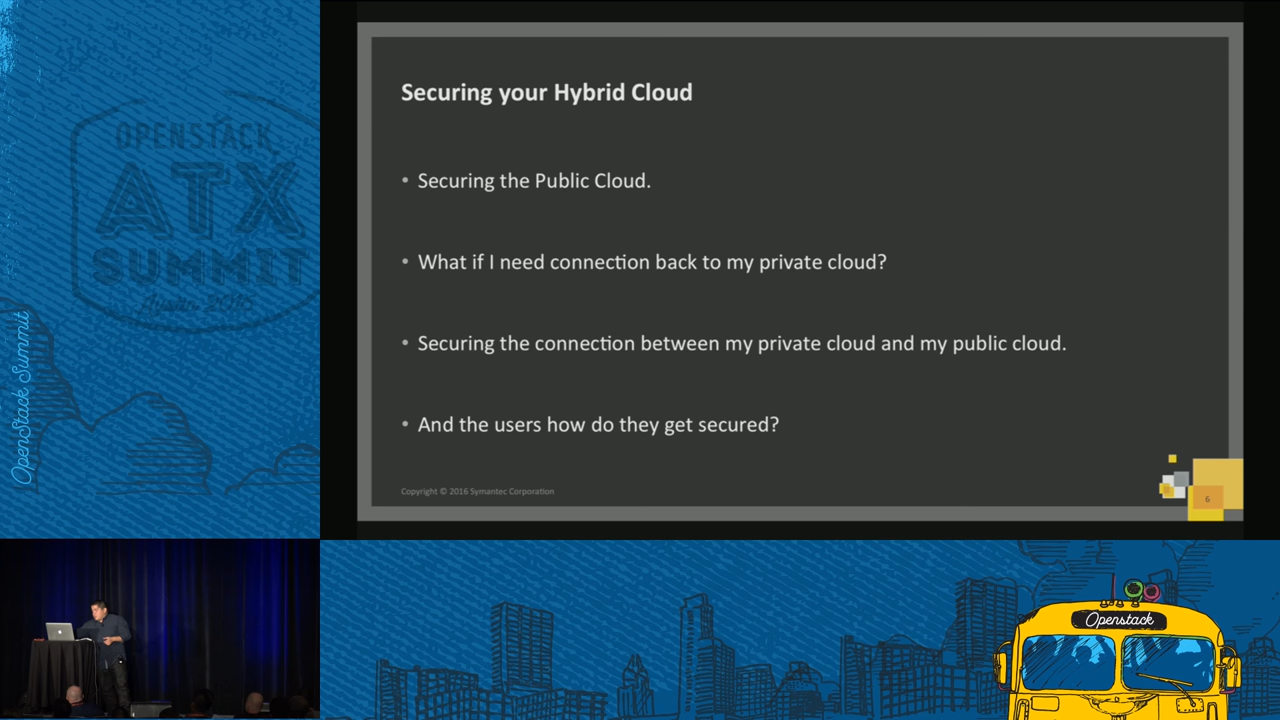 OPENSTACK
ATX
SUMMIT
Austin 2016
OpenStack Summit
Securing your Hybrid Cloud
• Securing the Public Cloud.
• What if I need connection back to my private cloud?
• Securing the connection between my private cloud and my public cloud.
• And the users how do they get secured?
Copyright © 2016 Symantec Corporation
6
Openstack